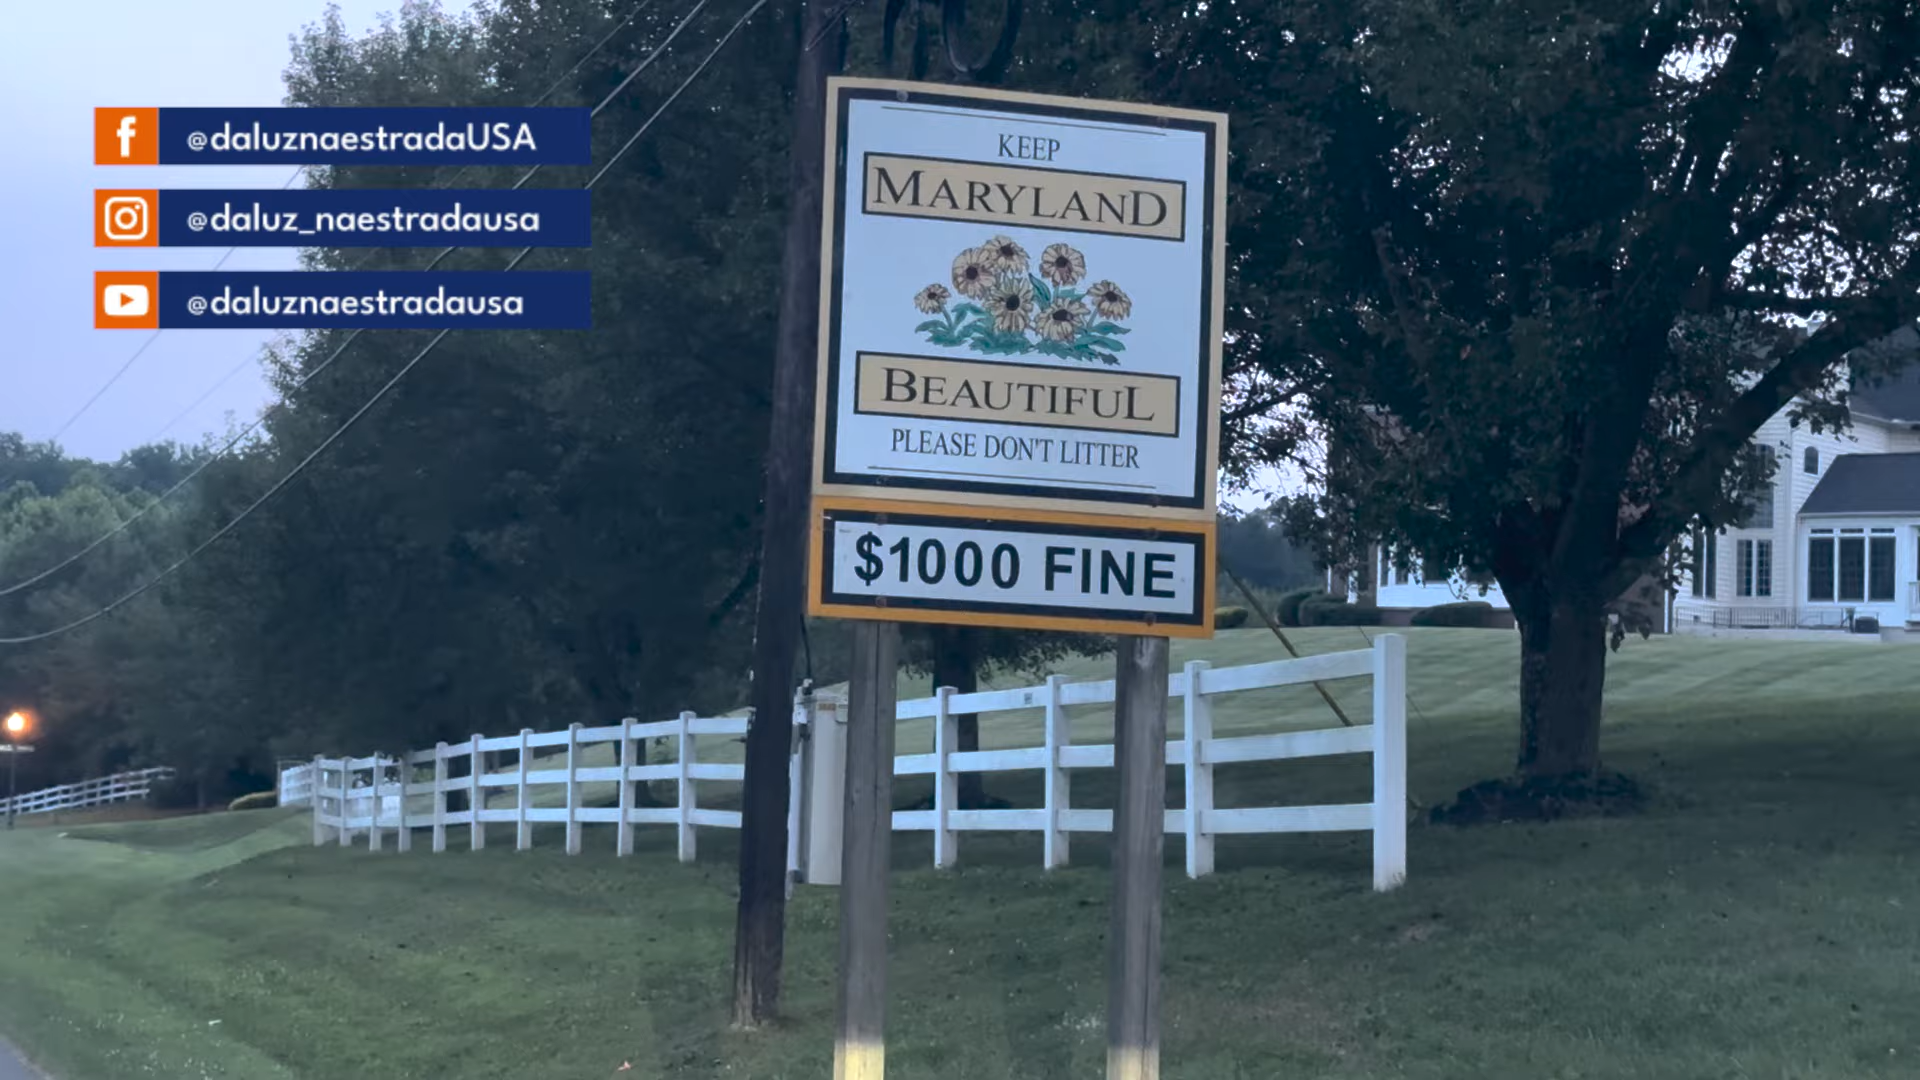 @daluznaestradaUSA
@daluz_naestradausa
@daluznaestradausa
KEEP
MARYLAND
BEAUTIFUL
PLEASE DON'T LITTER
$1000 FINE